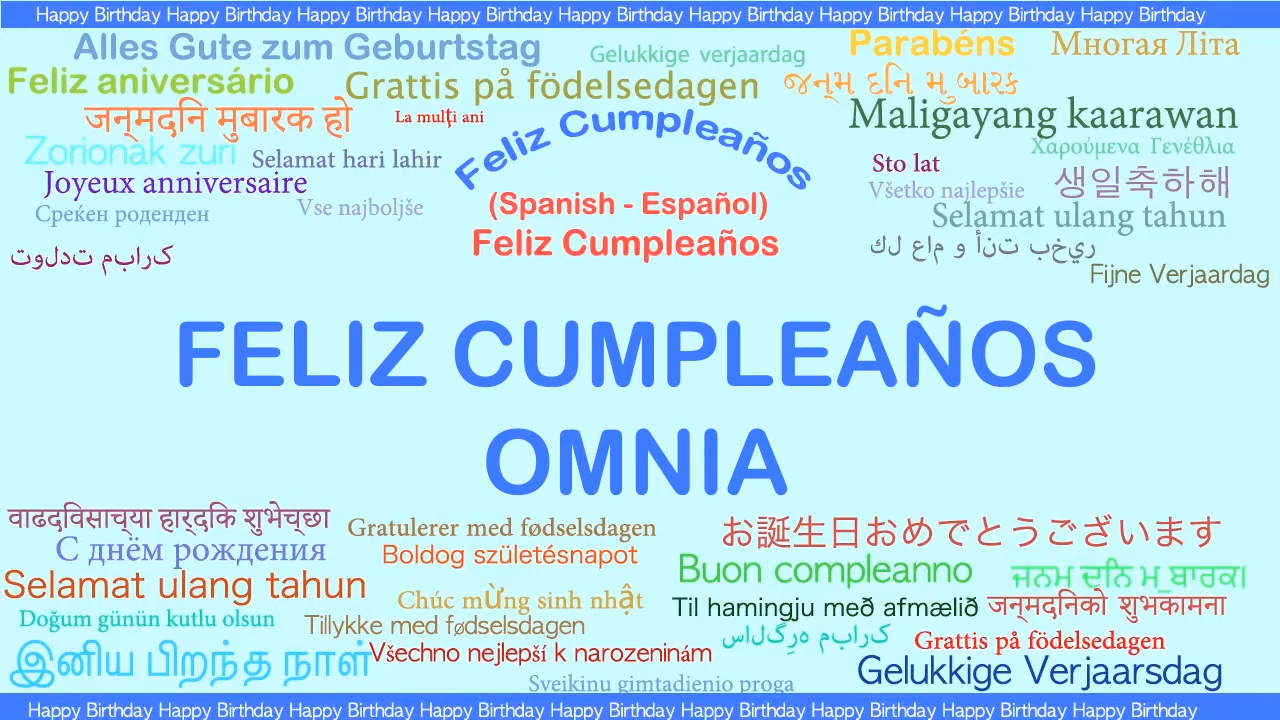 Happy Birthday Happy Birthday Happy Birthday Happy Birthday Happy Birthday Happy Birthday Happy Birthday Happy Birthday Happy Birthday
Alles Gute zum Geburtstag
Gelukkige verjaardag
Parabéns
Многая Літа
Feliz aniversário
Grattis på födelsedagen
જન્મ દિન મુબારક
जन्मदिन मुबारक हो
La mulţi ani
Feliz Cumpleaños
Maligayang kaarawan
Zorionak zuri
Selamat hari lahir
Χαρούμενα Γενέθλια
Sto lat
Joyeux anniversaire
Všetko najlepšie
생일축하해
(Spanish - Español)
Среќен роденден
Vse najboljše
Selamat ulang tahun
Feliz Cumpleaños
تولدت مبارک
كل عام و أنت بخير
Fijne Verjaardag
FELIZ CUMPLEAÑOS
OMNIA
वाढदिवसाच्या हार्दिक शुभेच्छा
Gratulerer med fødselsdagen
お誕生日おめでとうございます
С днём рождения
Boldog születésnapot
Buon compleanno
ਜਨਮ ਦਿਨ ਮੁਬਾਰਕ।
Selamat ulang tahun
Chúc mừng sinh nhật
Til hamingju með afmælið
जन्मदिनको शुभकामना
Doğum günün kutlu olsun
Tillykke med fødselsdagen
سالگرِہ مبارک
Grattis på födelsedagen
இனிய பிறந்த நாள்
Všechno nejlepší k narozeninám
Gelukkige Verjaarsdag
Sveikinu gimtadienio proga
Happy Birthday Happy Birthday Happy Birthday Happy Birthday Happy Birthday Happy Birthday Happy Birthday Happy Birthday Happy Birthday